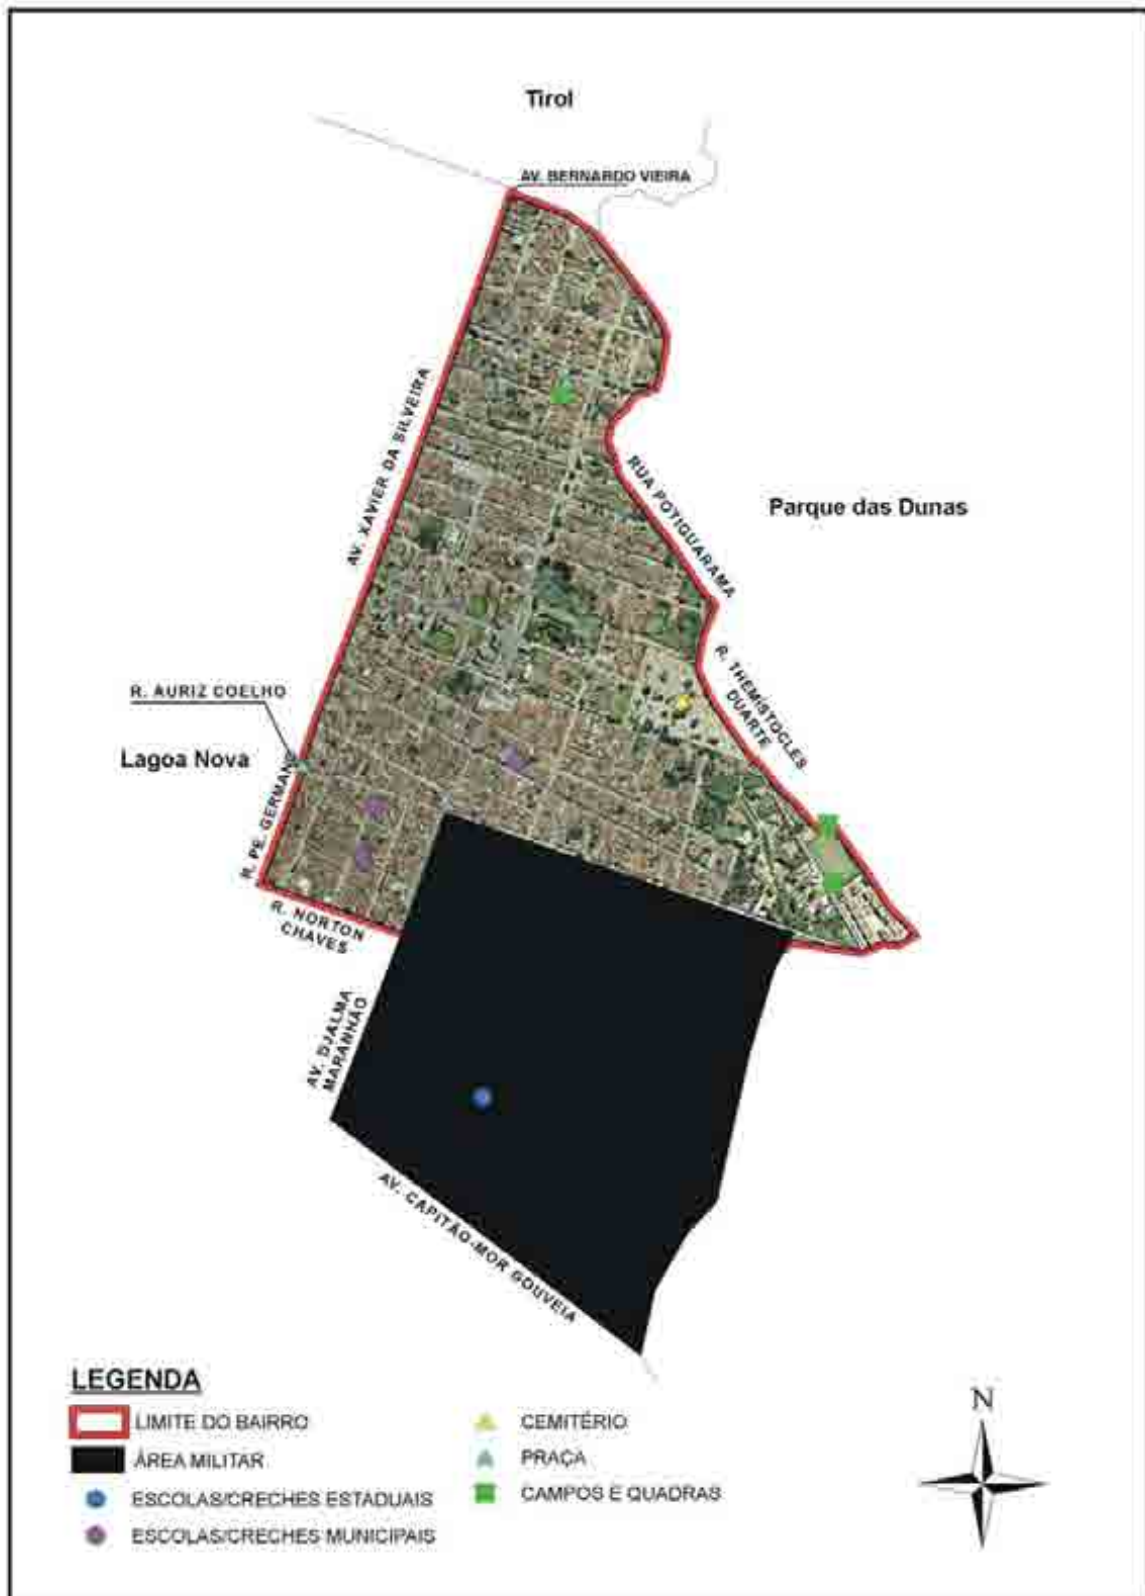 Tirol
AV. BERNARDO VIEIRA
AV. XAVIER DA SILVEIRA
RUA POTIGUARAMA
Parque das Dunas
R. THEMÍSTOCLES
DUARTE
R. AURIZ COELHO
Lagoa Nova
R. PE. GERMANO
R. NORTON
CHAVES
AV. DJALMA
MARANHÃO
AV. CAPITÃO-MOR GOUVEIA
LEGENDA
LIMITE DO BAIRRO
ÁREA MILITAR
ESCOLAS/CRECHES ESTADUAIS
ESCOLAS/CRECHES MUNICIPAIS
CEMITÉRIO
PRAÇA
CAMPOS E QUADRAS
N